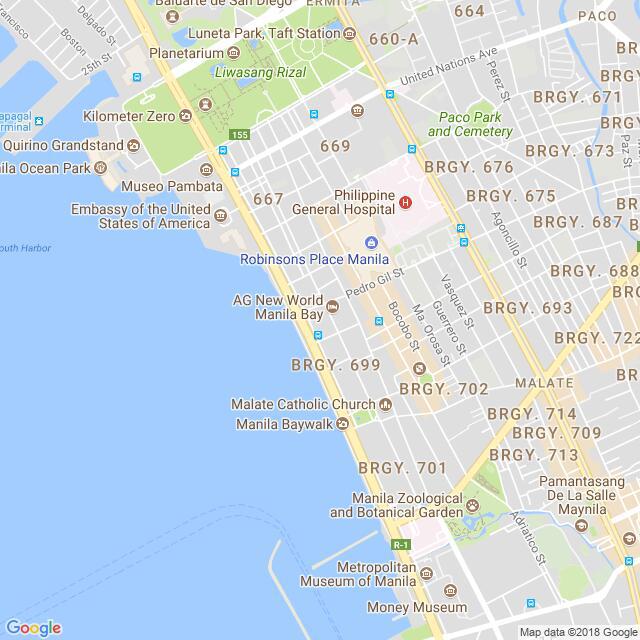 Baluarte de San Diego
ERMITA
664
PACO
Francisco
Delgado St
Boston
25th St
Luneta Park, Taft Station
660-A
Planetarium
United Nations Ave
Liwasang Rizal
Perez St
BRGY. 671
Kilometer Zero
Paco Park
and Cemetery
Terminal
155
Quirino Grandstand
669
BRGY. 673
Paz St
Ocean Park
BRGY. 676
Museo Pambata
667
Philippine
General Hospital
H
BRGY. 675
Embassy of the United
States of America
Agoncillo St
BRGY. 687
South Harbor
Robinsons Place Manila
Pedro Gil St
BRGY. 688
AG New World
Manila Bay
Vasquez St
Guerrero St
Ma. Orosa St
Bocobo St
BRGY. 693
BRGY. 722
BRGY. 699
BRGY. 702
MALATE
Malate Catholic Church
BRGY. 714
Manila Baywalk
BRGY. 709
BRGY. 713
BRGY. 701
Manila Zoological
and Botanical Garden
Pamantasang
De La Salle
Maynila
Adriatico St
R-1
Metropolitan
Museum of Manila
Money Museum
Google
Map data ©2018 Google